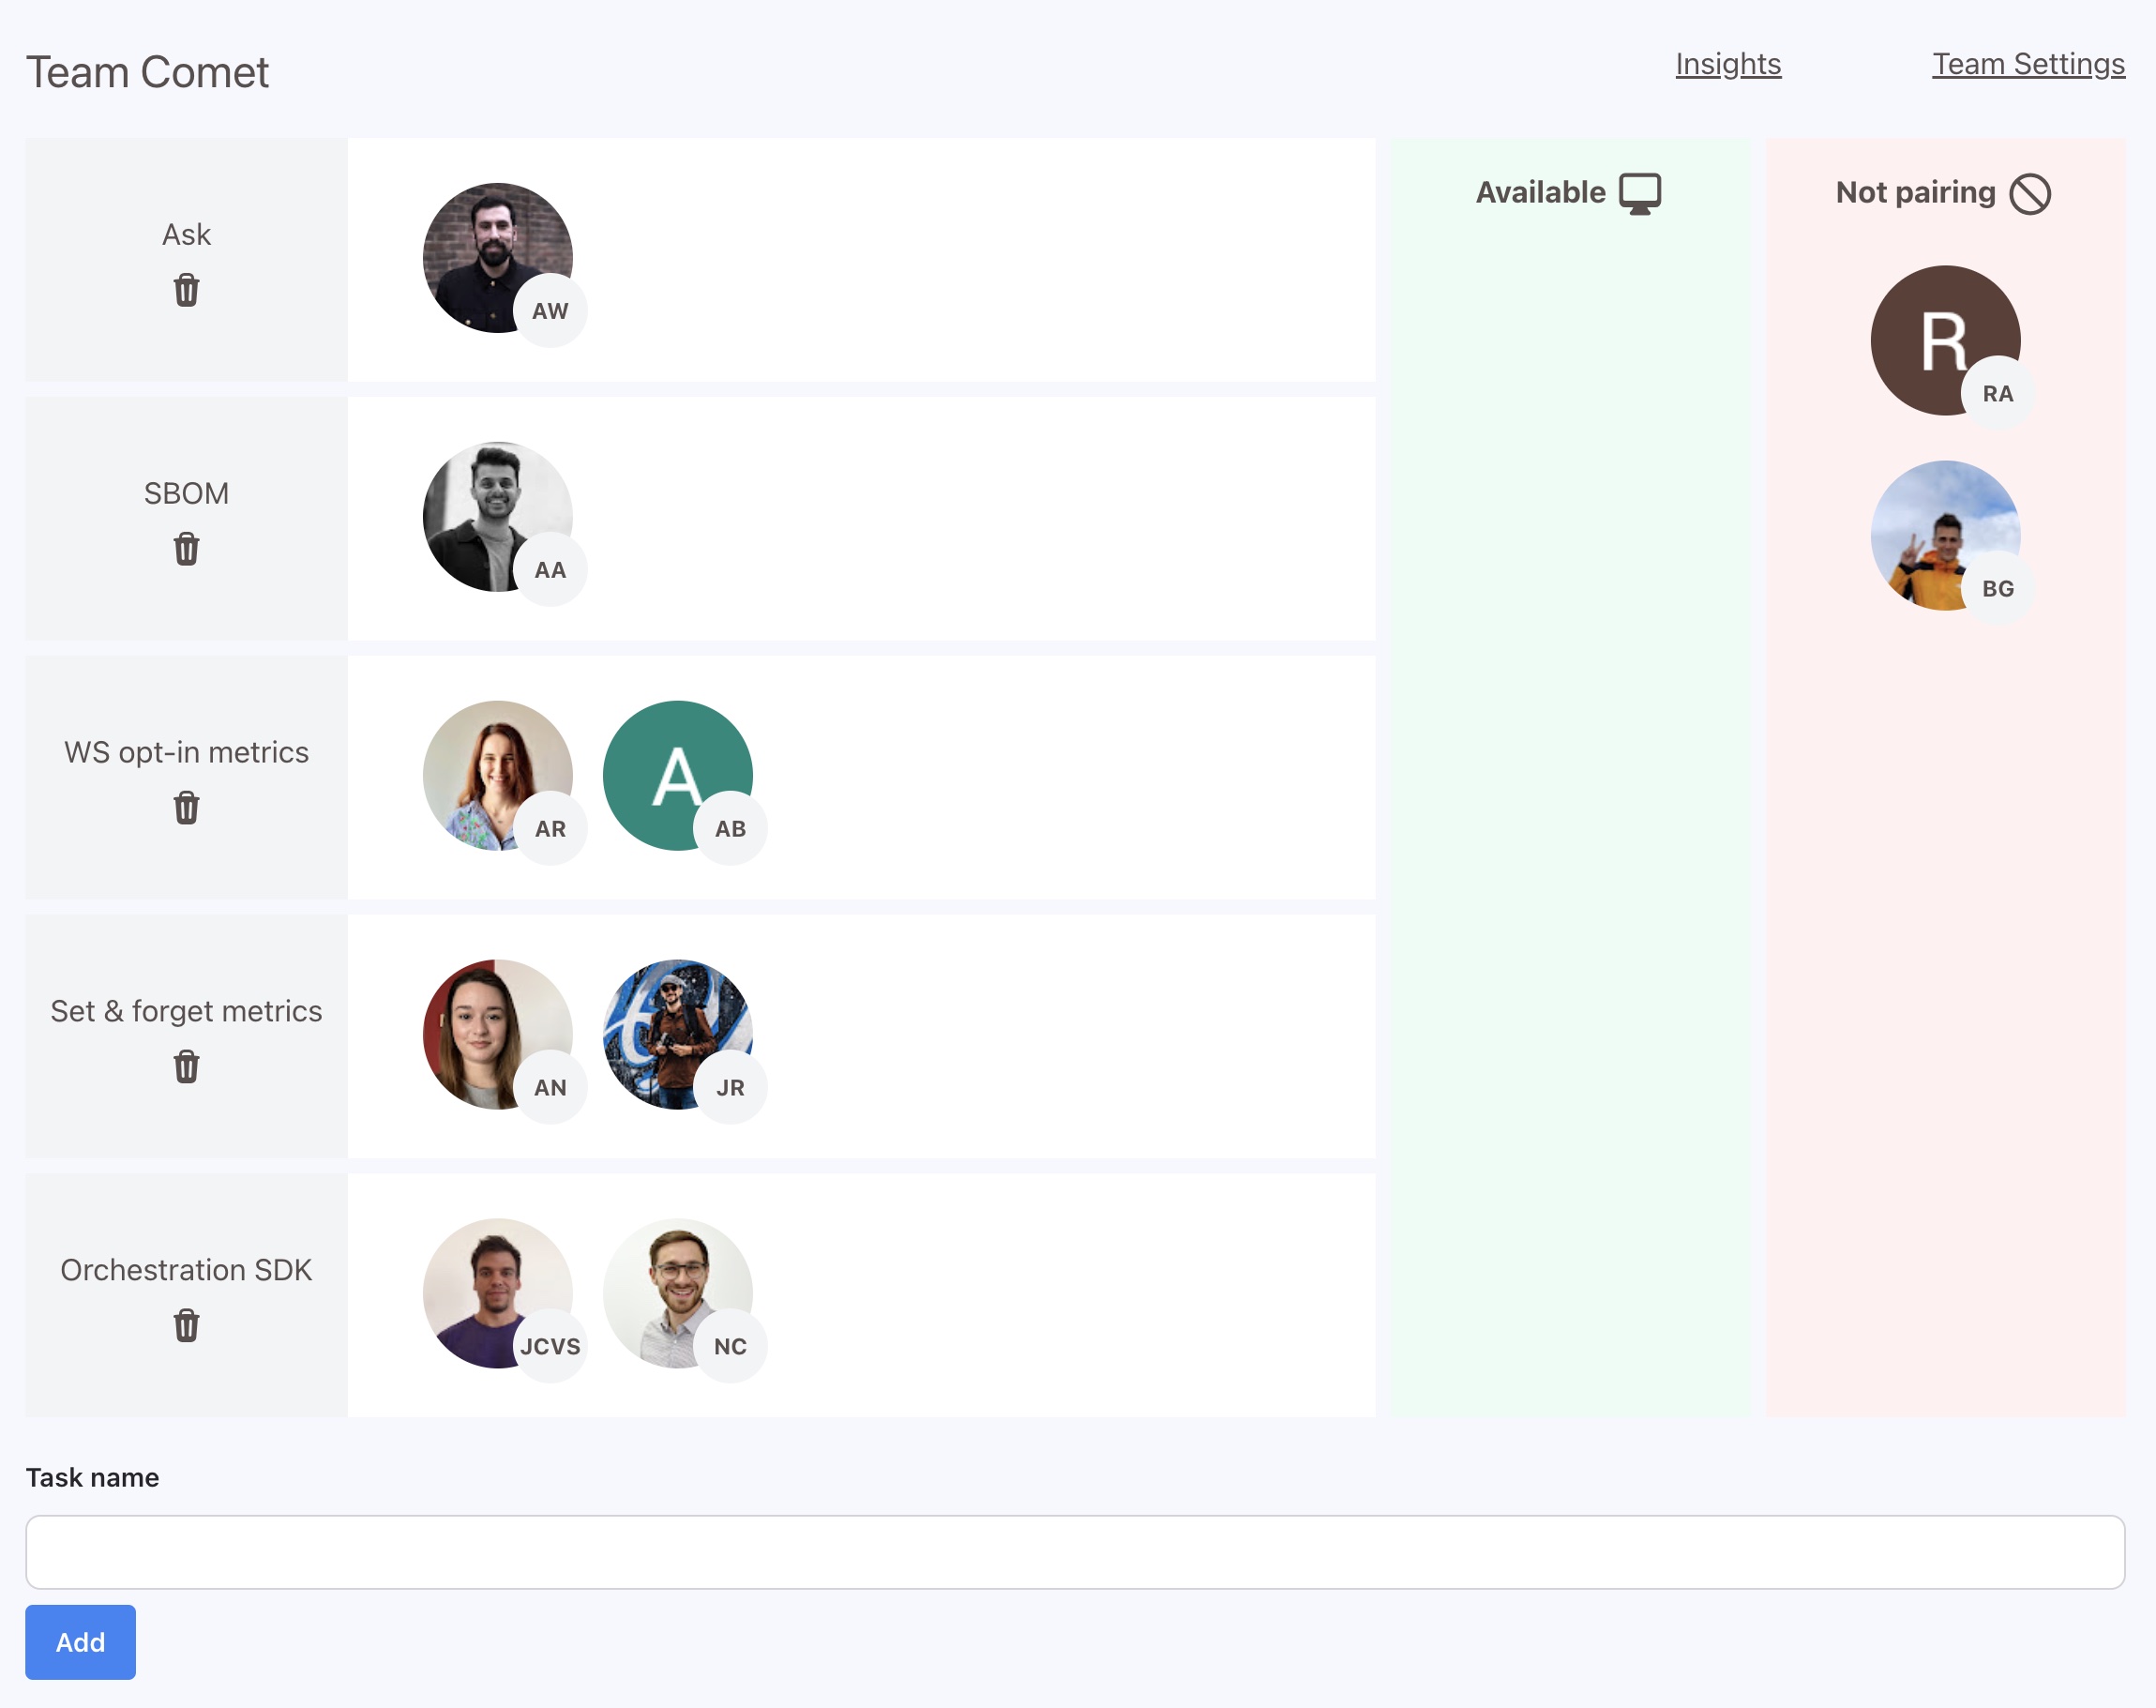 Team Comet
Insights
Team Settings
Ask
AW
SBOM
AA
WS opt-in metrics
AR
A
AB
Set & forget metrics
AN
JR
Orchestration SDK
JCVS
NC
Available
Not pairing
R
RA
BG
Task name
Add